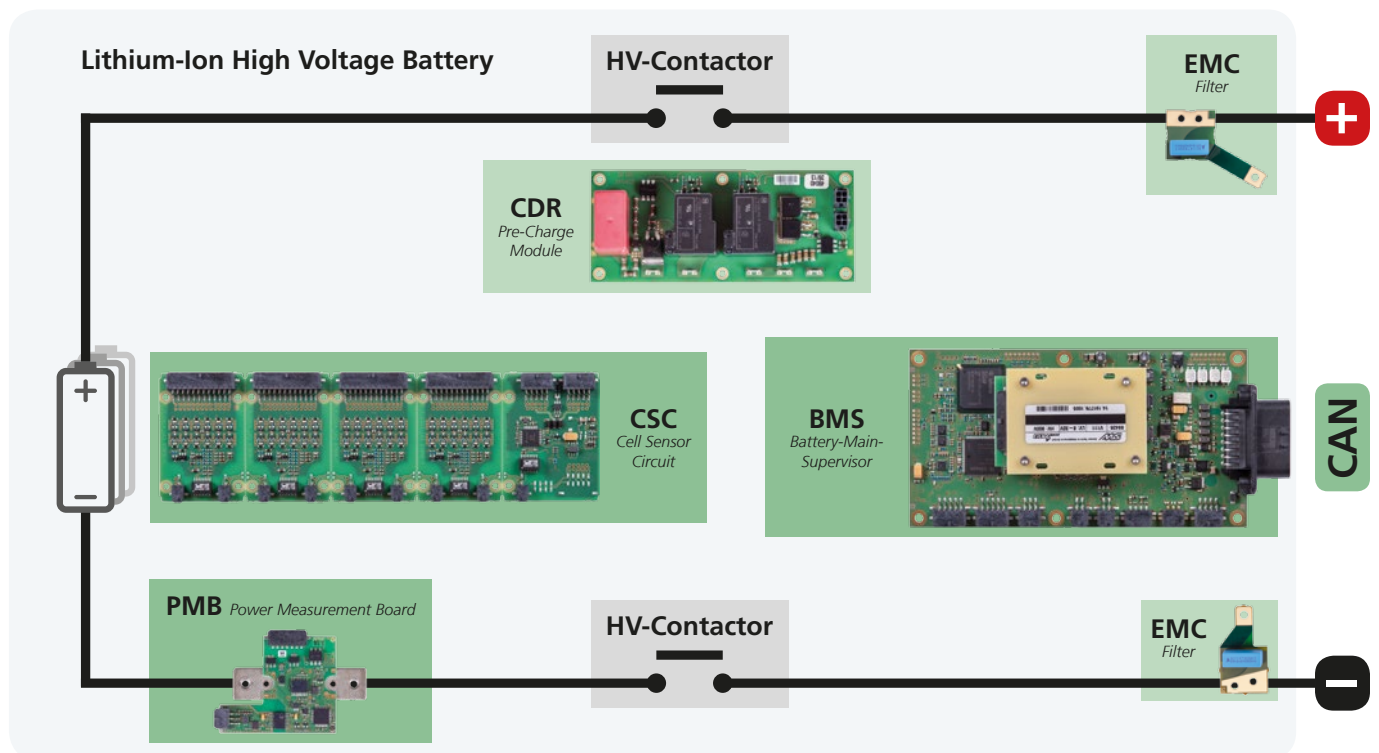 Lithium-Ion High Voltage Battery
HV-Contactor
EMC
Filter
+
CDR
Pre-Charge
Module
+
−
CSC
Cell Sensor
Circuit
BMS
Battery-Main-
Supervisor
CAN
PMB Power Measurement Board
HV-Contactor
EMC
Filter
−